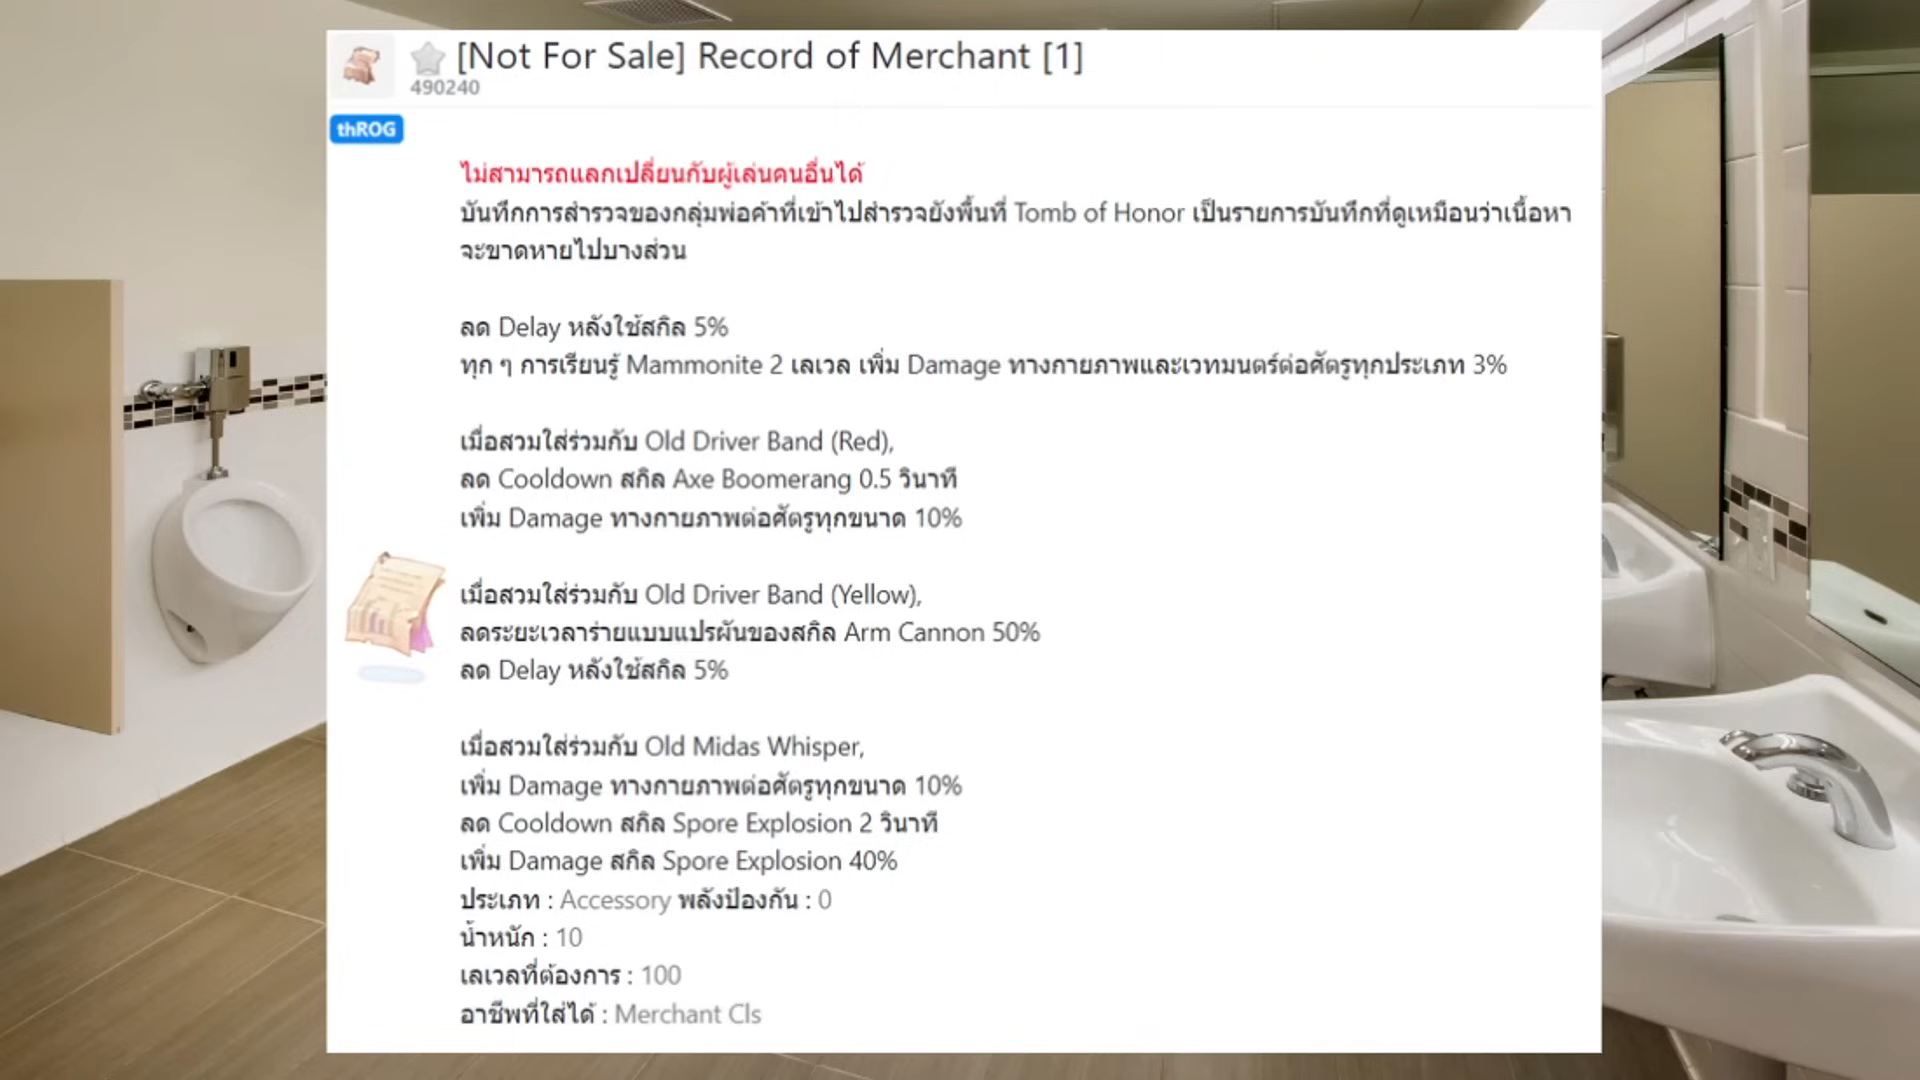 [Not For Sale] Record of Merchant [1]
490240
thROG
ไม่สามารถแลกเปลี่ยนกับผู้เล่นคนอื่นได้
บันทึกการสำรวจของกลุ่มพ่อค้าที่เข้าไปสำรวจยังพื้นที่ Tomb of Honor เป็นรายการบันทึกที่ดูเหมือนว่าเนื้อหา
จะขาดหายไปบางส่วน
ลด Delay หลังใช้สกิล 5%
ทุก ๆ การเรียนรู้ Mammonite 2 เลเวล เพิ่ม Damage ทางกายภาพและเวทมนตร์ต่อศัตรูทุกประเภท 3%
เมื่อสวมใส่ร่วมกับ Old Driver Band (Red),
ลด Cooldown สกิล Axe Boomerang 0.5 วินาที
เพิ่ม Damage ทางกายภาพต่อศัตรูทุกขนาด 10%
เมื่อสวมใส่ร่วมกับ Old Driver Band (Yellow),
ลดระยะเวลาร่ายแบบแปรผันของสกิล Arm Cannon 50%
ลด Delay หลังใช้สกิล 5%
เมื่อสวมใส่ร่วมกับ Old Midas Whisper,
เพิ่ม Damage ทางกายภาพต่อศัตรูทุกขนาด 10%
ลด Cooldown สกิล Spore Explosion 2 วินาที
เพิ่ม Damage สกิล Spore Explosion 40%
ประเภท : Accessory พลังป้องกัน : 0
น้ำหนัก : 10
เลเวลที่ต้องการ : 100
อาชีพที่ใส่ได้ : Merchant Cls